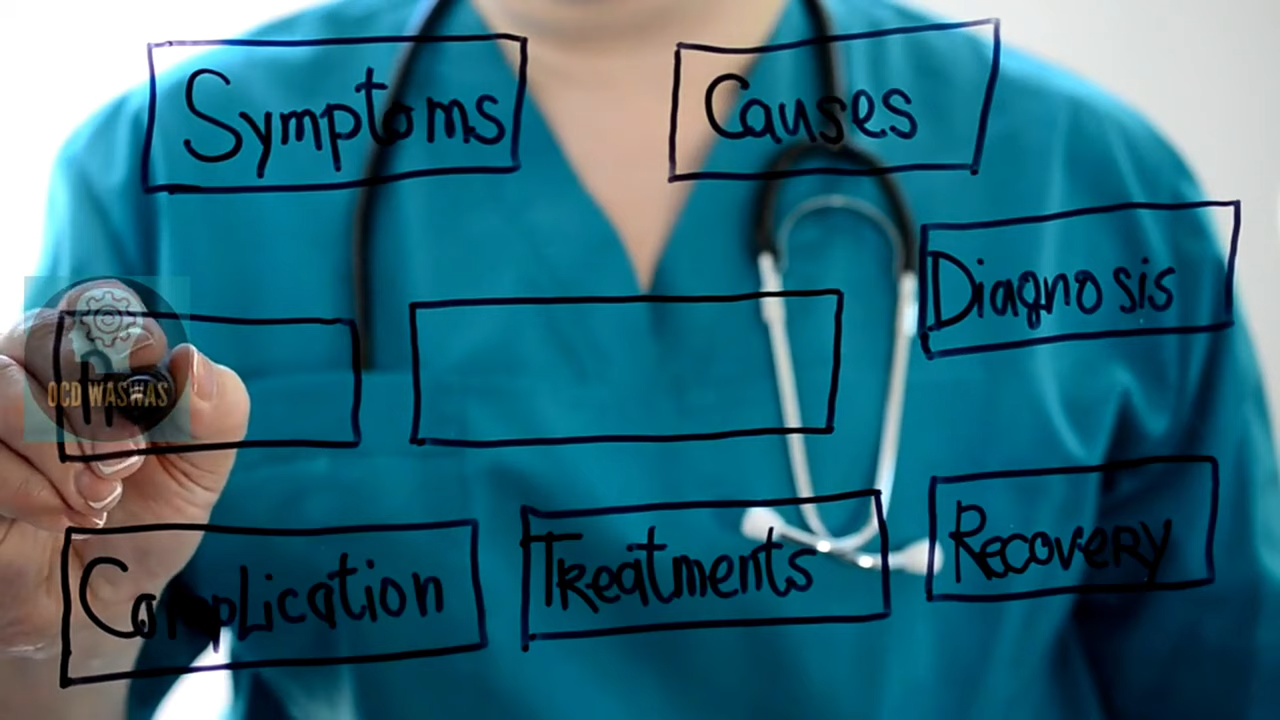 Symptoms
Causes
Diagnosis
OCD WASWAS
Complication
Treatments
Recovery